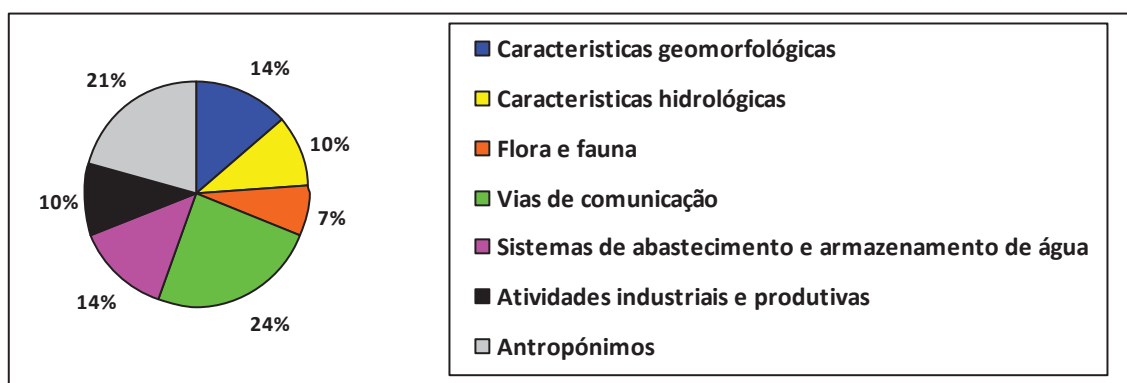 21%
14%
10%
7%
24%
14%
10%
Caracteristicas geomorfológicas
Caracteristicas hidrológicas
Flora e fauna
Vias de comunicação
Sistemas de abastecimento e armazenamento de água
Atividades industriais e produtivas
Antropónimos